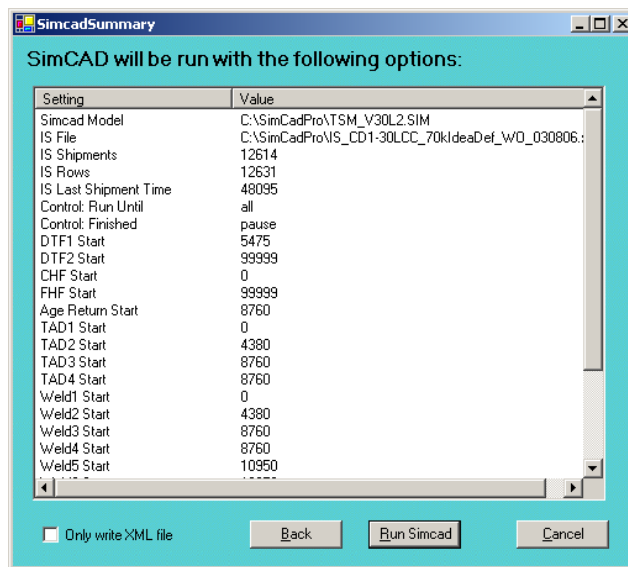 SimcadSummary
SimCAD will be run with the following options:
Setting Value
Simcad Model C:\SimCadPro\TSM_V30L2.SIM
IS File C:\SimCadPro\IS_CD1-30LCC_70kIdeaDef_WO_030806.
IS Shipments 12614
IS Rows 12631
IS Last Shipment Time 48095
Control: Run Until all
Control: Finished pause
DTF1 Start 5475
DTF2 Start 99999
CHF Start 0
FHF Start 99999
Age Return Start 8760
TAD1 Start 0
TAD2 Start 4380
TAD3 Start 8760
TAD4 Start 8760
Weld1 Start 0
Weld2 Start 4380
Weld3 Start 8760
Weld4 Start 8760
Weld5 Start 10950
Only write XML file Back Run Simcad Cancel